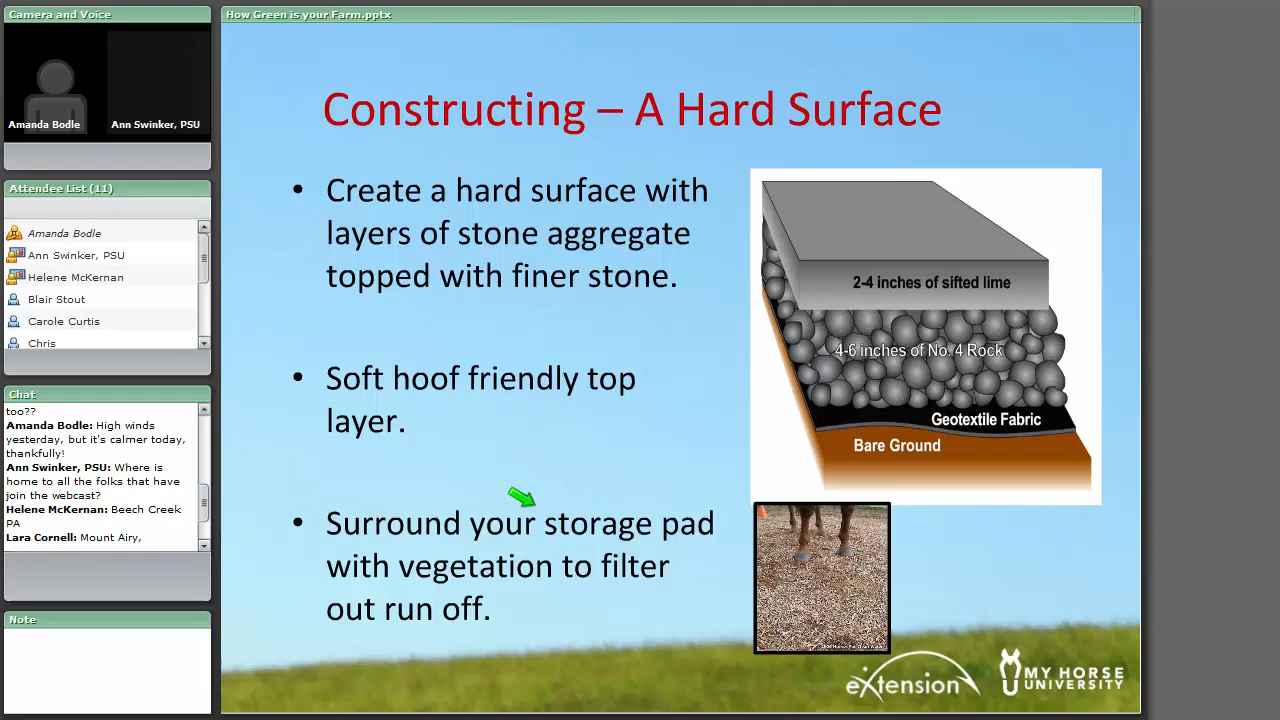 Camera and Voice
Amanda Bodle
Ann Swinker, PSU
Attendee List (11)
Amanda Bodle
Ann Swinker, PSU
Helene McKernan
Blair Stout
Carole Curtis
Chris
Chat
too??
Amanda Bodle: High winds
yesterday, but it's calmer today,
thankfully!
Ann Swinker, PSU: Where is
home to all the folks that have
join the webcast?
Helene McKernan: Beech Creek
PA
Lara Cornell: Mount Airy,
Note
How Green is your Farm.pptx
Constructing – A Hard Surface
• Create a hard surface with
layers of stone aggregate
topped with finer stone.
• Soft hoof friendly top
layer.
• Surround your storage pad
with vegetation to filter
out run off.
2-4 inches of sifted lime
4-6 inches of No. 4 Rock
Geotextile Fabric
Bare Ground
eXtension
MY HORSE
UNIVERSITY